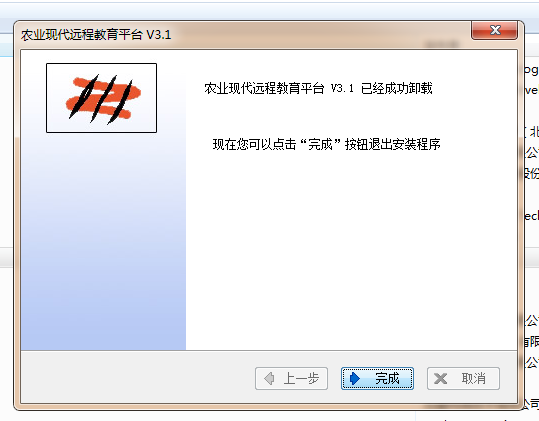 农业现代远程教育平台 V3.1
农业现代远程教育平台 V3.1 已经成功卸载
现在您可以点击“完成”按钮退出安装程序
上一步
完成
取消